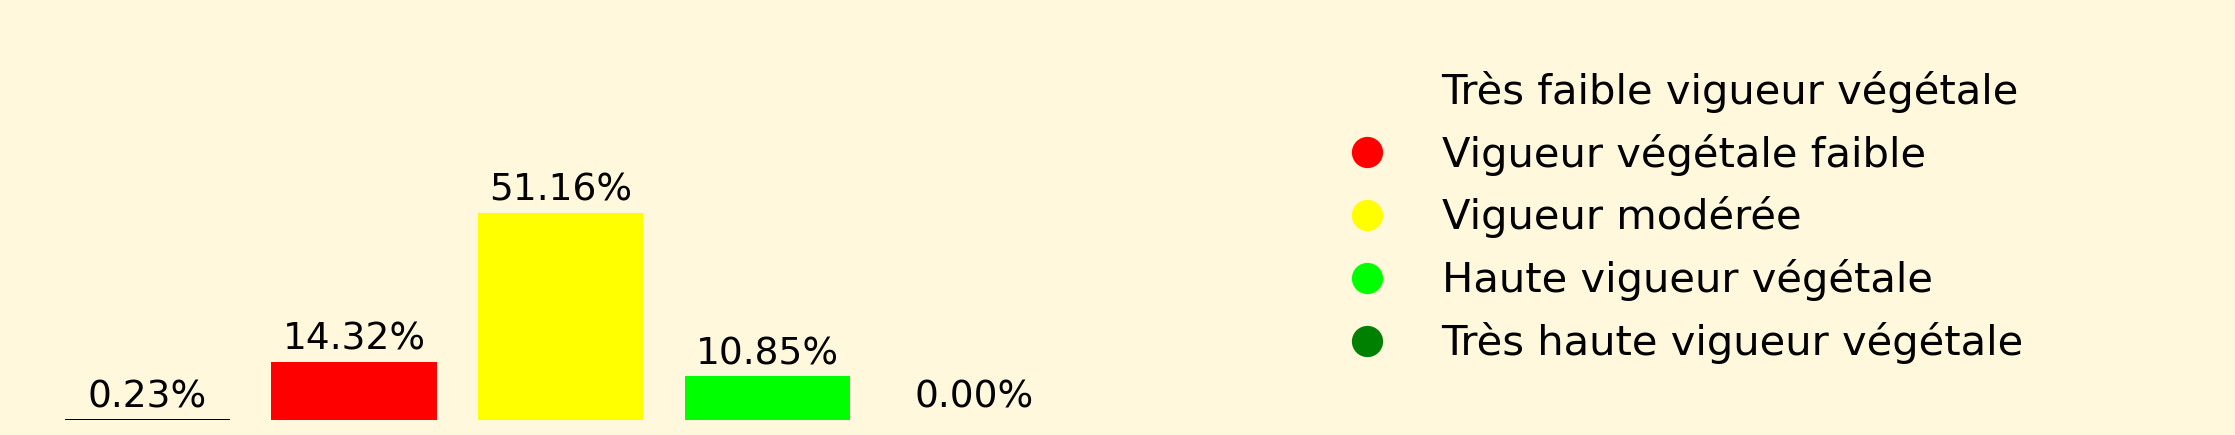 51.16%
14.32%
10.85%
0.23%
0.00%
Très faible vigueur végétale
Vigueur végétale faible
Vigueur modérée
Haute vigueur végétale
Très haute vigueur végétale